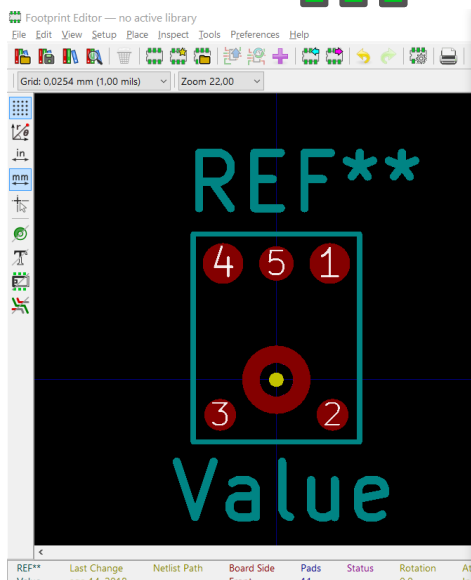 Footprint Editor — no active library
File Edit View Setup Place Inspect Tools Preferences Help
Grid: 0,0254 mm (1,00 mils) Zoom 22,00
in
mm
REF**
4 5 1
3 2
Value
REF** Last Change Netlist Path Board Side Pads Status Rotation